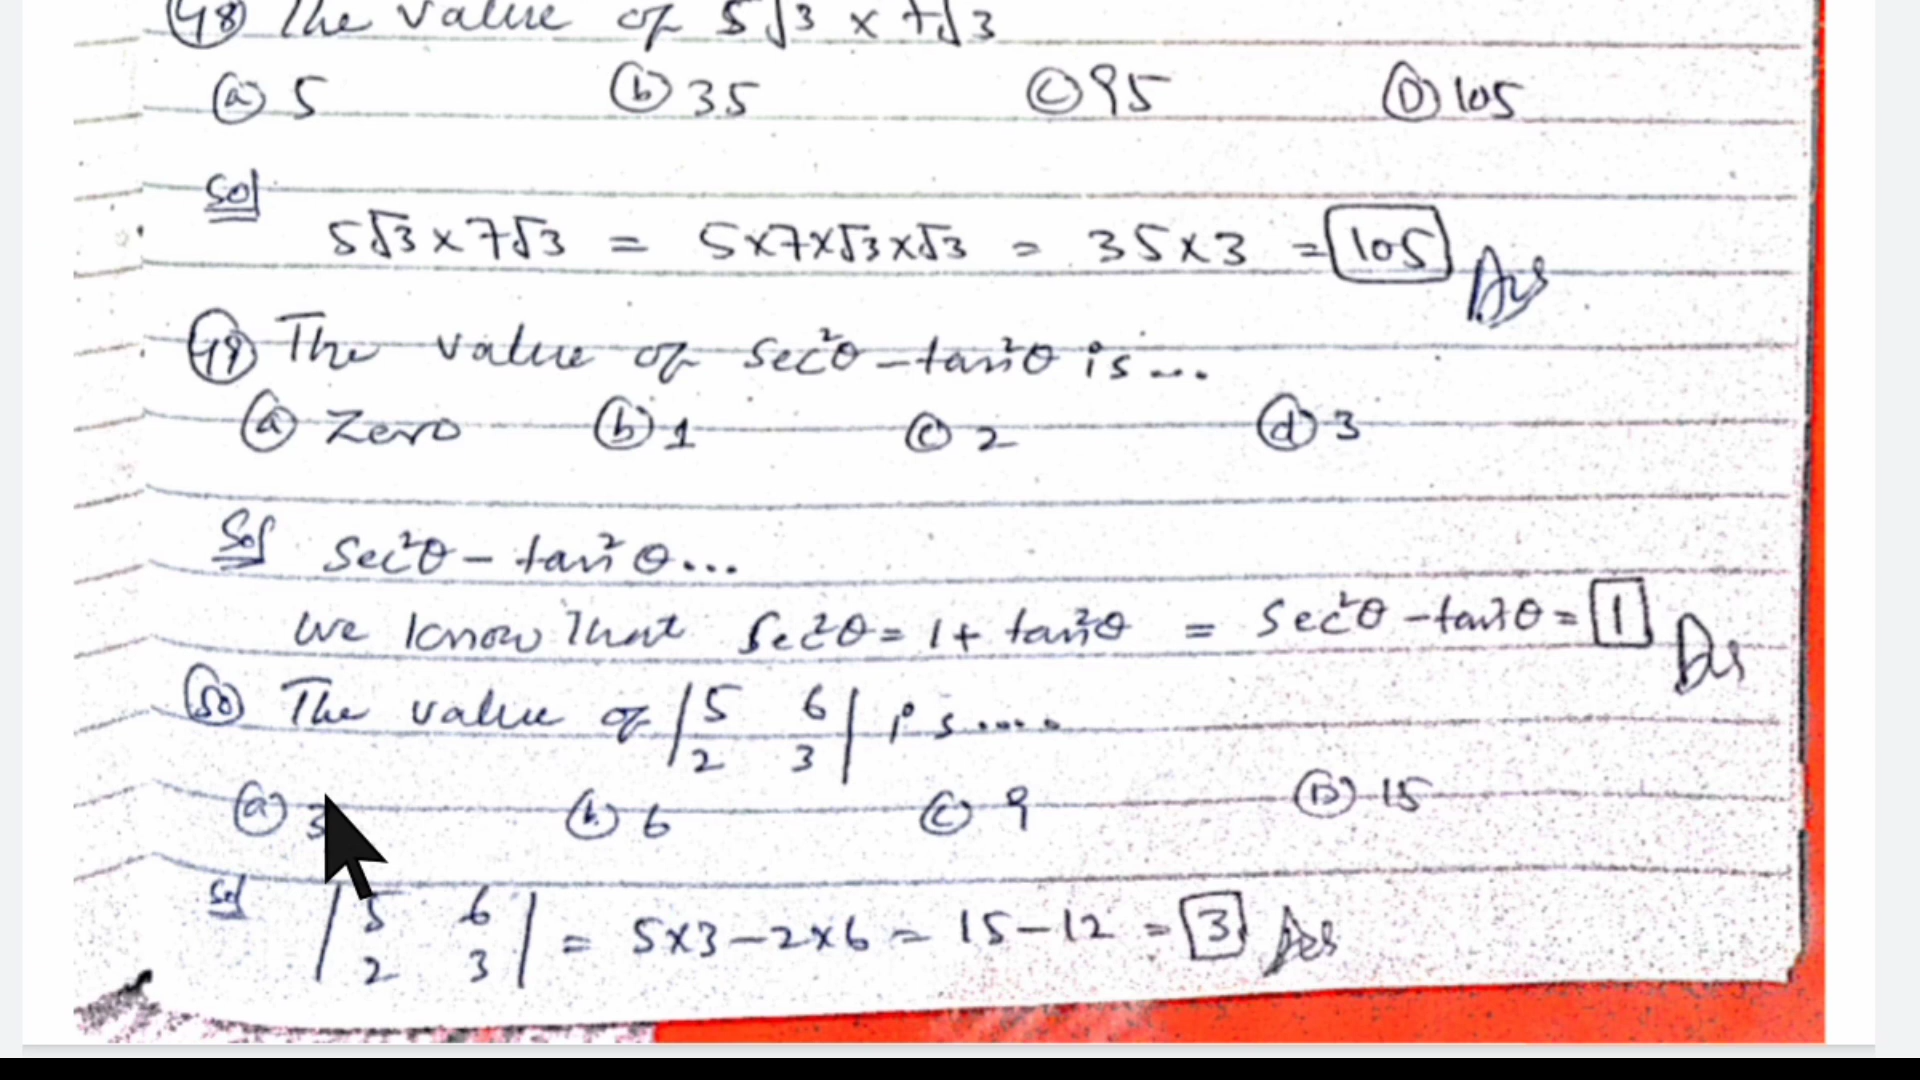 48 The value of 5√3 × 7√3
(a) 5 (b) 35 (c) 95 (D) 105
Sol
5√3 × 7√3 = 5×7×√3×√3 = 35×3 = 105 Ans
49 The value of sec²θ – tan²θ is ...
(a) Zero (b) 1 (c) 2 (d) 3
Sol sec²θ – tan²θ...
we know that sec²θ = 1 + tan²θ = sec²θ – tan²θ = 1 Ans
50 The value of |5 6| is ....
2 3
(a) 3 (b) 6 (c) 9 (D) 15
Sol |5 6| = 5×3 – 2×6 = 15 – 12 = 3 Ans
2 3